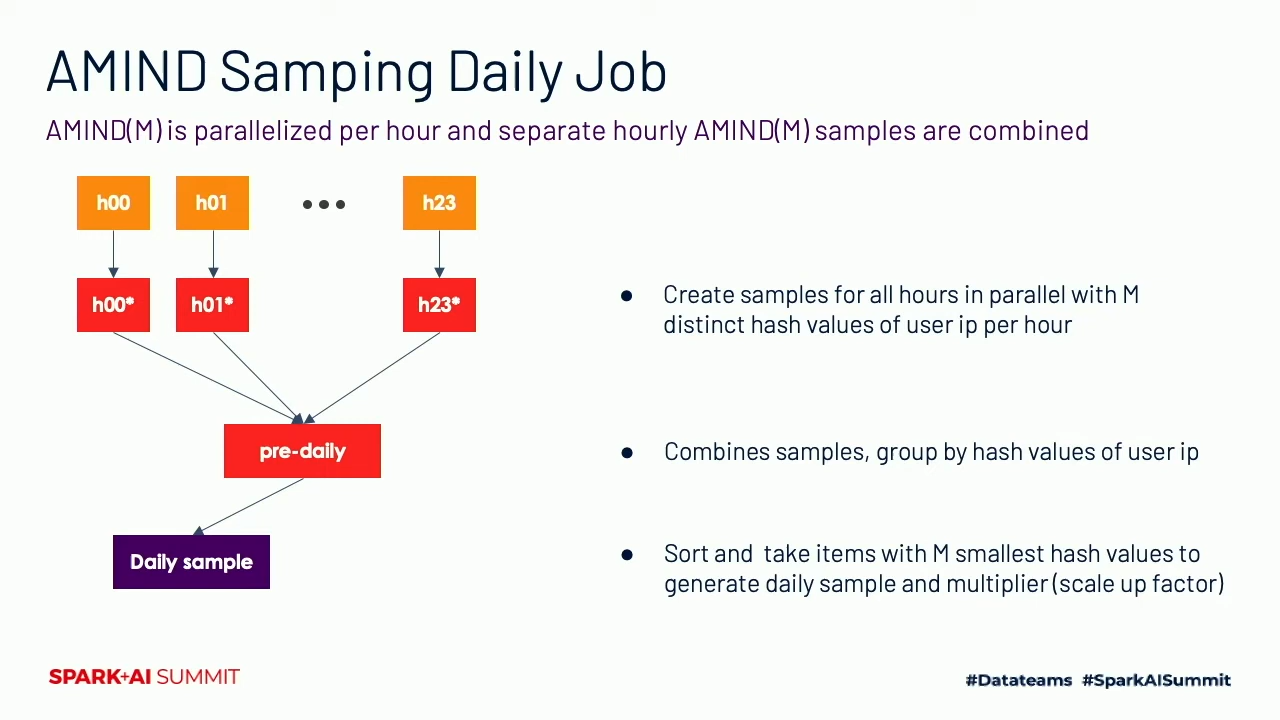 AMIND Samping Daily Job
AMIND(M) is parallelized per hour and separate hourly AMIND(M) samples are combined
h00
h01
h23
h00*
h01*
h23*
Create samples for all hours in parallel with M
distinct hash values of user ip per hour
pre-daily
Combines samples, group by hash values of user ip
Daily sample
Sort and take items with M smallest hash values to
generate daily sample and multiplier (scale up factor)
SPARK+AI SUMMIT
#Datateams #SparkAISummit